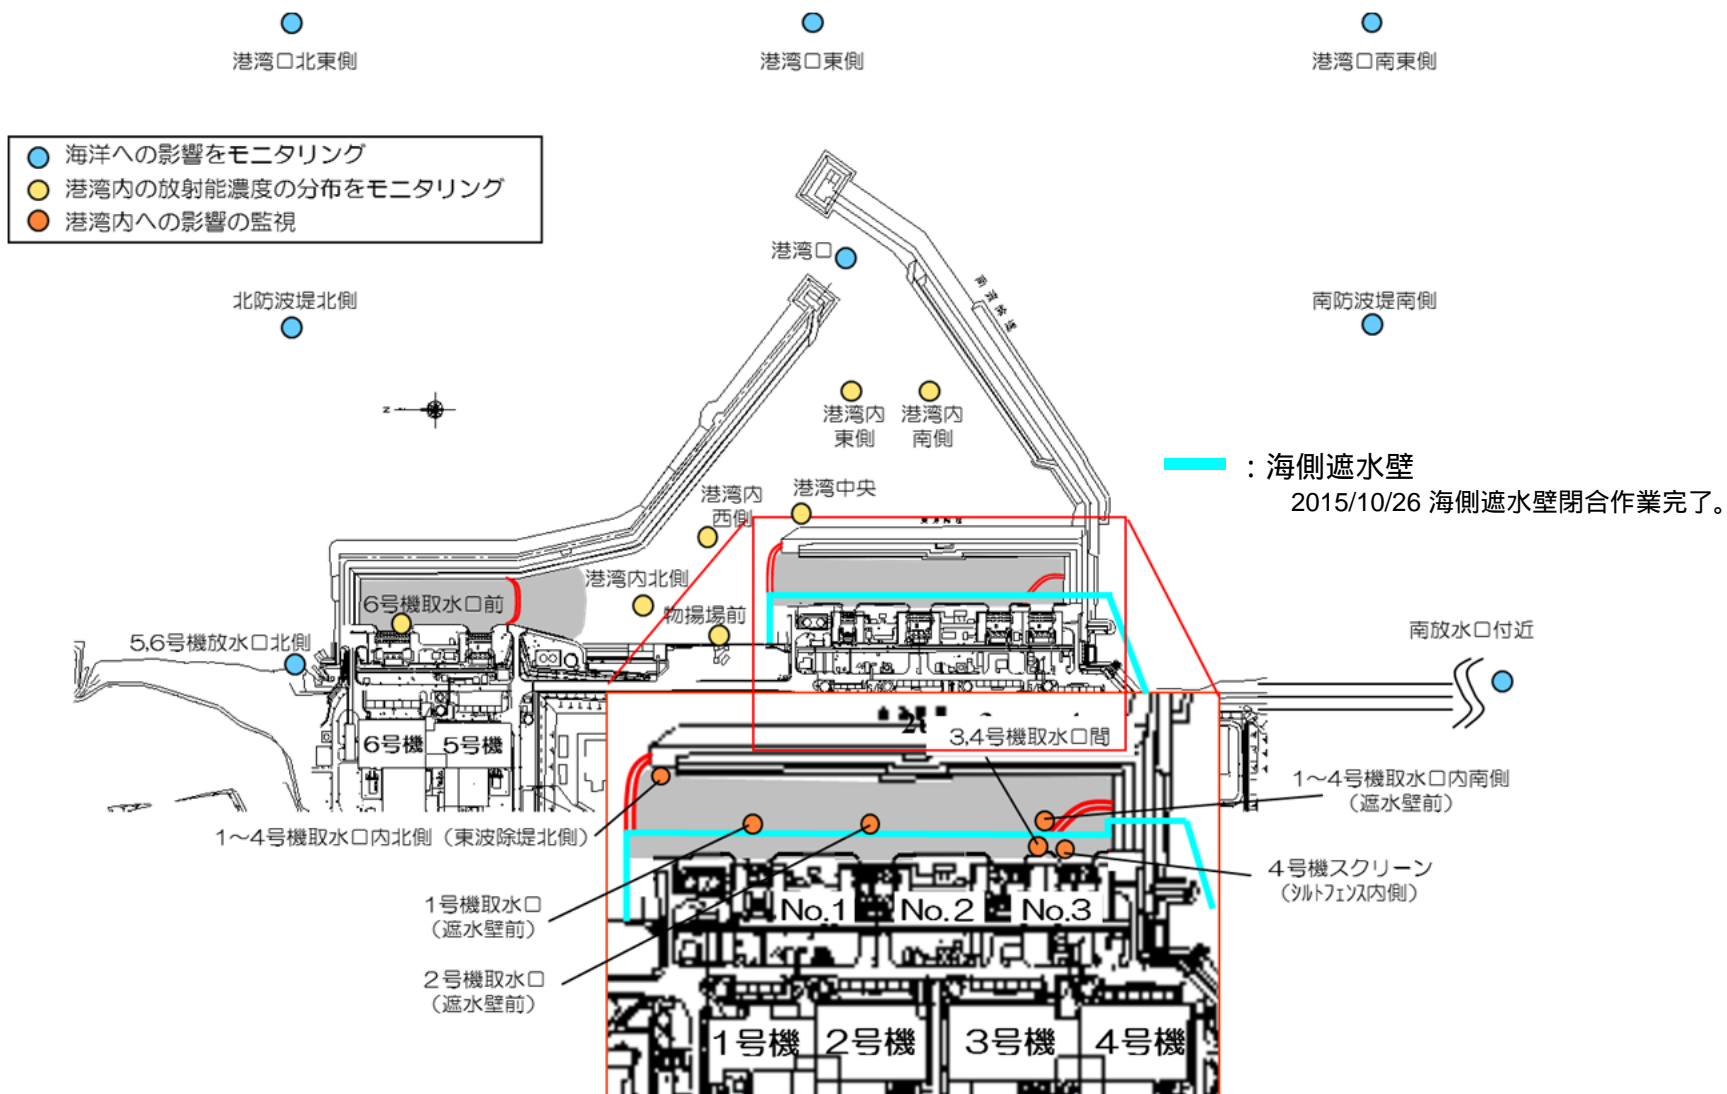 港湾口北東側
港湾口東側
港湾口南東側
海洋への影響をモニタリング
港湾内の放射能濃度の分布をモニタリング
港湾内への影響の監視
港湾口
北防波堤北側
南防波堤南側
南防波堤
N
港湾内
東側
港湾内
南側
：海側遮水壁
2015/10/26 海側遮水壁閉合作業完了。
港湾内
西側
港湾中央
港湾内北側
6号機取水口前
物揚場前
5,6号機放水口北側
南放水口付近
6号機
5号機
3,4号機取水口間
1～4号機取水口内南側
（遮水壁前）
1～4号機取水口内北側（東波除堤北側）
4号機スクリーン
（シルトフェンス内側）
1号機取水口
（遮水壁前）
No.1
No.2
No.3
2号機取水口
（遮水壁前）
1号機
2号機
3号機
4号機